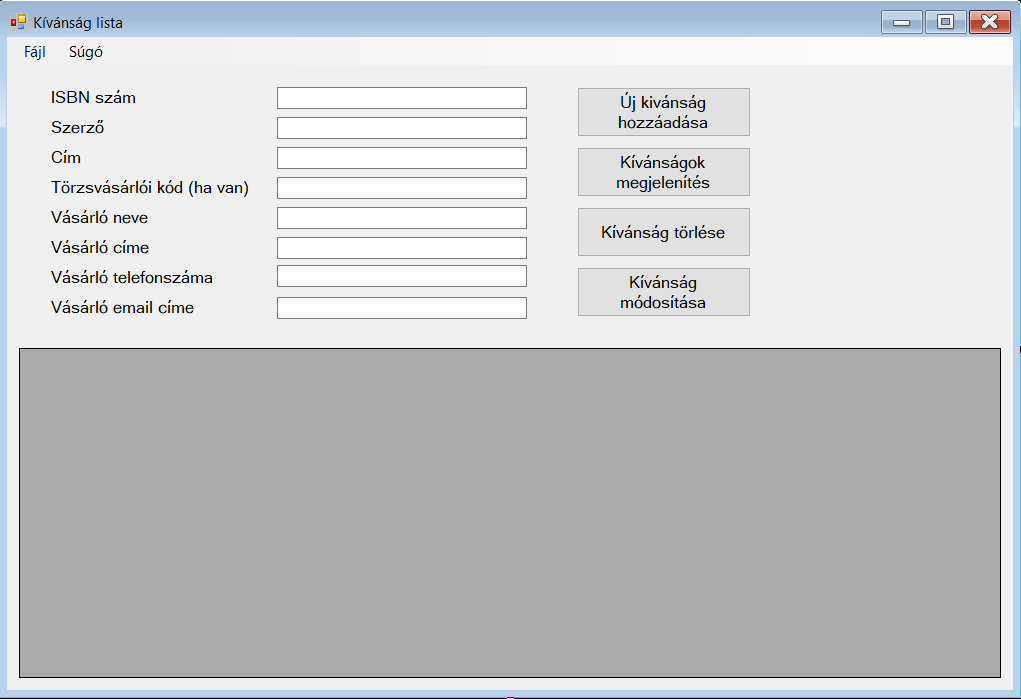 Kívánság lista
Fájl Súgó
ISBN szám
Szerző
Cím
Törzsvásárlói kód (ha van)
Vásárló neve
Vásárló címe
Vásárló telefonszáma
Vásárló email címe
Új kivánság
hozzáadása
Kívánságok
megjelenítés
Kívánság törlése
Kívánság
módosítása